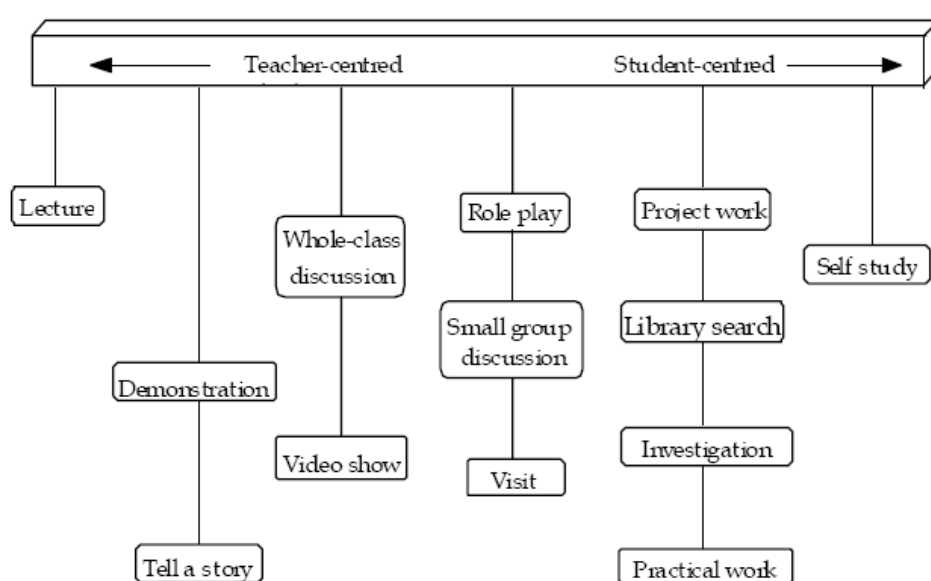 Teacher-centred
Student-centred
Lecture
Role play
Project work
Whole-class
discussion
Self study
Small group
discussion
Library search
Demonstration
Video show
Investigation
Visit
Tell a story
Practical work